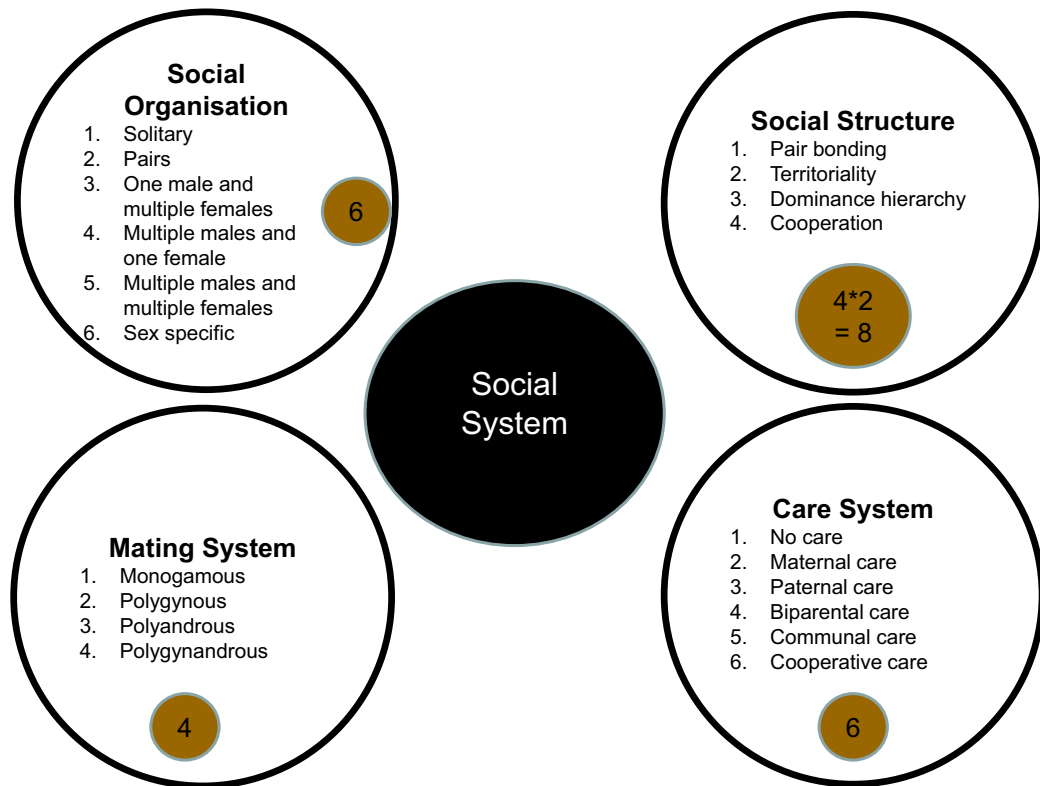 Social
Organisation
1. Solitary
2. Pairs
3. One male and
multiple females
4. Multiple males and
one female
5. Multiple males and
multiple females
6. Sex specific
6
Social Structure
1. Pair bonding
2. Territoriality
3. Dominance hierarchy
4. Cooperation
4*2
= 8
Social
System
Mating System
1. Monogamous
2. Polygynous
3. Polyandrous
4. Polygynandrous
4
Care System
1. No care
2. Maternal care
3. Paternal care
4. Biparental care
5. Communal care
6. Cooperative care
6